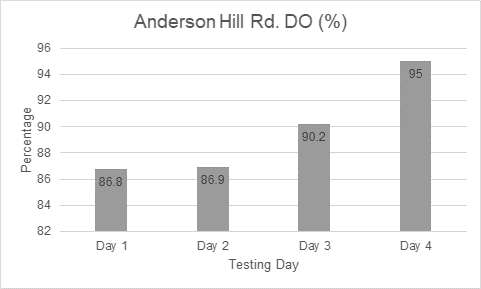 Anderson Hill Rd. DO (%)
96
94
92
90
88
86
84
82
Percentage
86.8
86.9
90.2
95
Day 1
Day 2
Day 3
Day 4
Testing Day